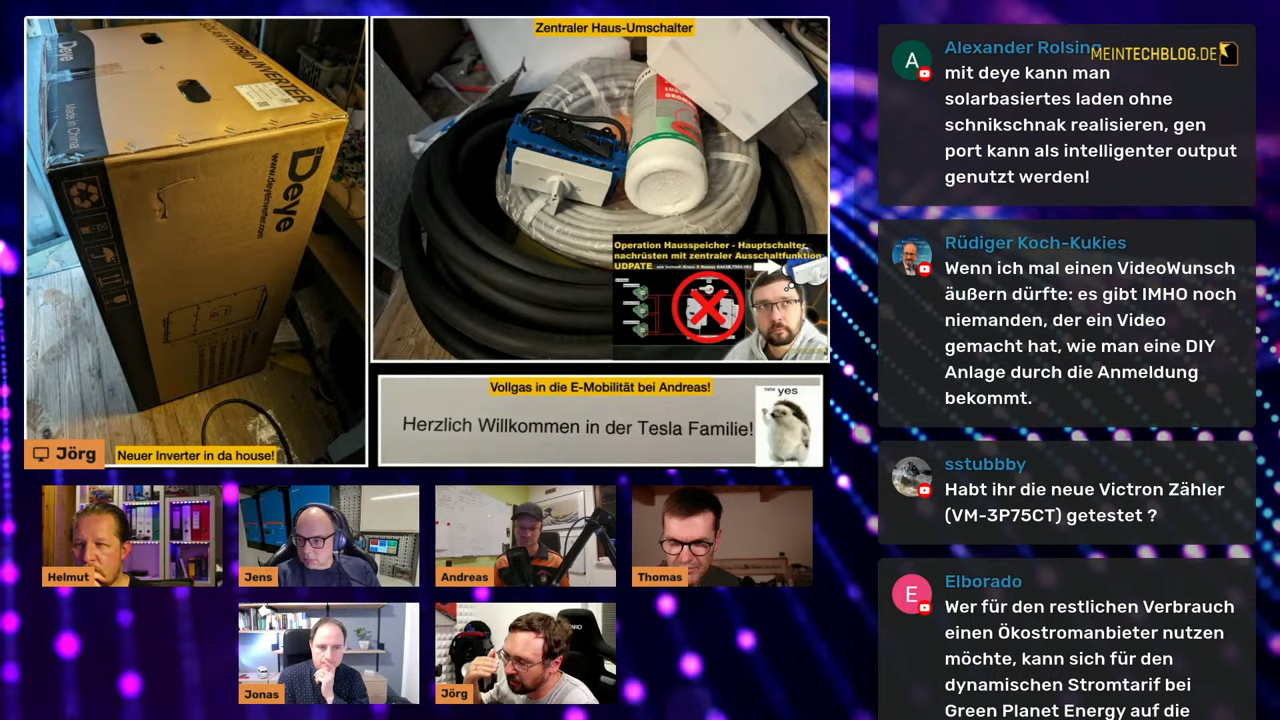 SOLAR HYBRID INVERTER
Deye
Made in China
Deye
www.deyeinverter.com
Jörg
Neuer Inverter in da house!
Zentraler Haus-Umschalter
Operation Hausspeicher - Hauptschalter
nachrüsten mit zentraler Ausschaltfunktion
UDPATE
Vollgas in die E-Mobilität bei Andreas!
Herzlich Willkommen in der Tesla Familie!
yes
Helmut
Jens
Andreas
Thomas
Jonas
Jörg
MEINTECHBLOG.DE
A
Alexander Rolsing
mit deye kann man
solarbasiertes laden ohne
schnikschnak realisieren, gen
port kann als intelligenter output
genutzt werden!
Rüdiger Koch-Kukies
Wenn ich mal einen VideoWunsch
äußern dürfte: es gibt IMHO noch
niemanden, der ein Video
gemacht hat, wie man eine DIY
Anlage durch die Anmeldung
bekommt.
sstubbby
Habt ihr die neue Victron Zähler
(VM-3P75CT) getestet ?
E
Elborado
Wer für den restlichen Verbrauch
einen Ökostromanbieter nutzen
möchte, kann sich für den
dynamischen Stromtarif bei
Green Planet Energy auf die